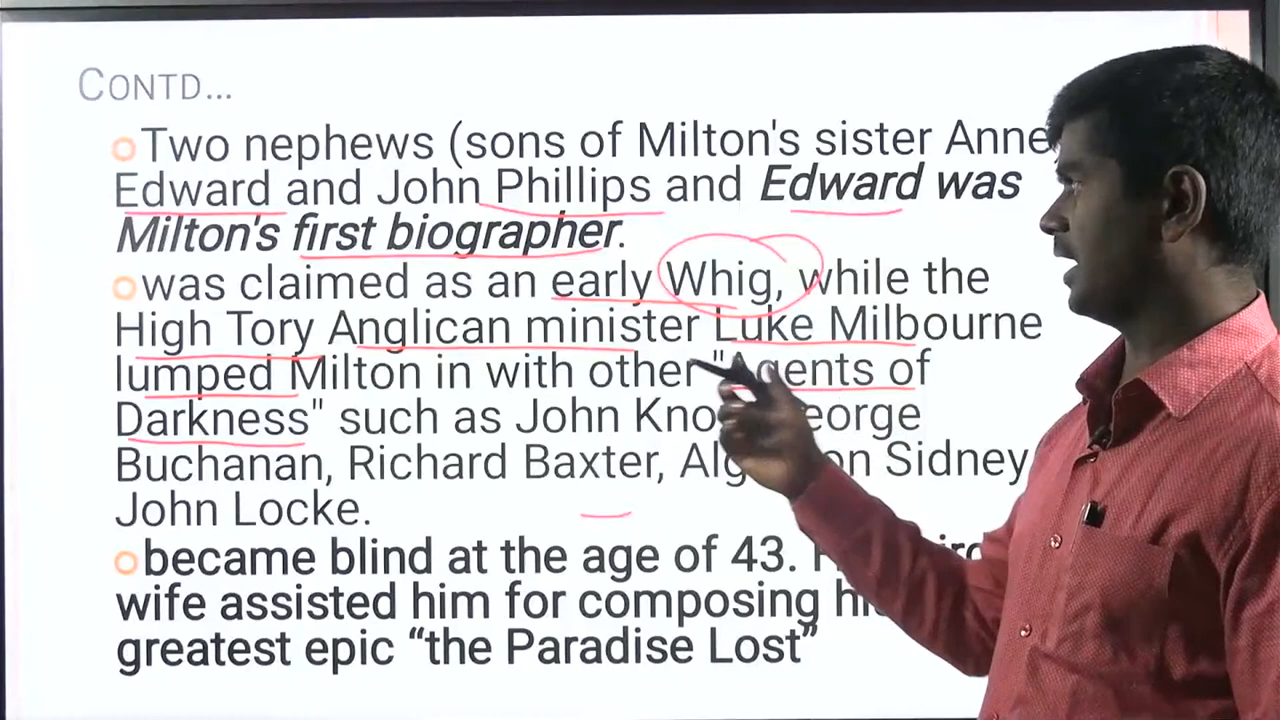 CONTD...
Two nephews (sons of Milton's sister Anne
Edward and John Phillips and Edward was
Milton's first biographer.
was claimed as an early Whig, while the
High Tory Anglican minister Luke Milbourne
lumped Milton in with other "Agents of
Darkness" such as John
Buchanan, Richard Baxter, Sidney
John Locke.
became blind at the age of 43.
wife assisted him for composing
greatest epic “the Paradise Lost”